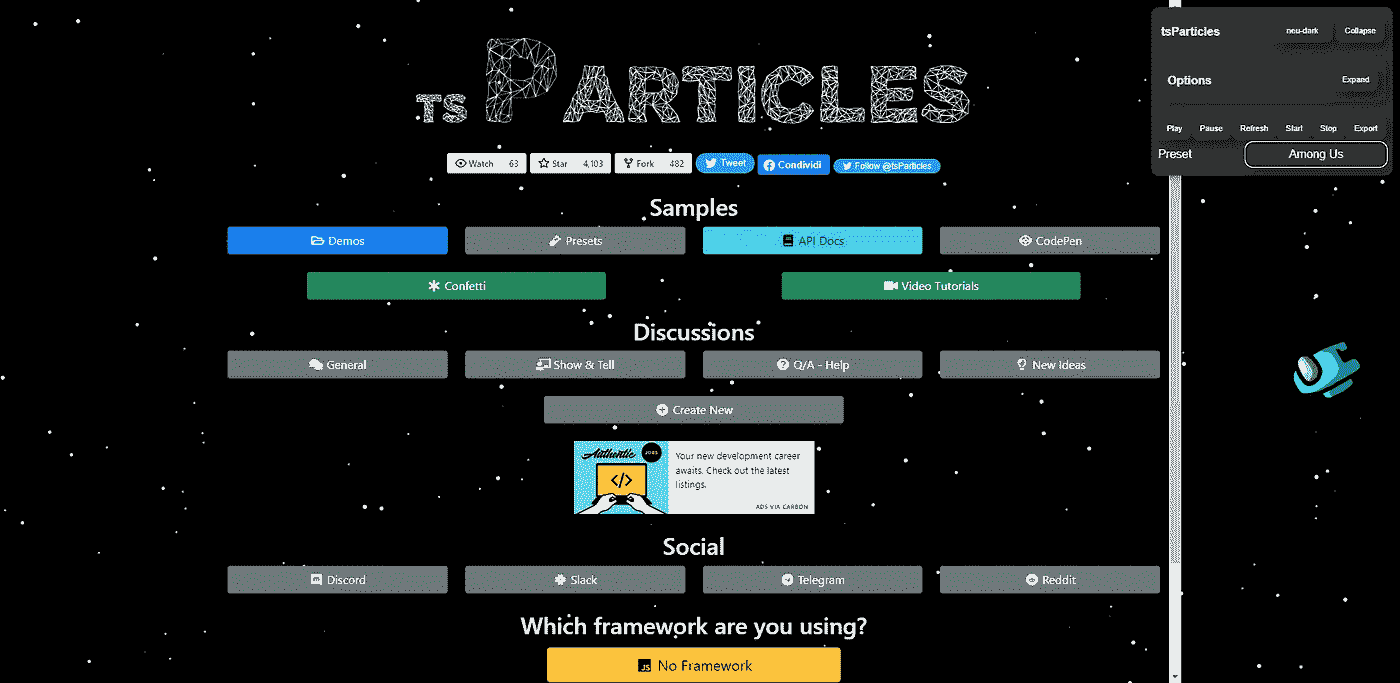 TS PARTICLES
Watch 63 Star 4,103 Fork 482 Tweet Condividi Follow @tsParticles
Samples
Demos Presets API Docs CodePen
Confetti Video Tutorials
Discussions
General Show & Tell Q/A - Help New Ideas
Create New
Authentic JOBS
Your new development career
awaits. Check out the latest
listings.
</>
ADS VIA CARBON
Social
Discord Slack Telegram Reddit
Which framework are you using?
JS No Framework
tsParticles neu-dark Collapse
Options Expand
Play Pause Refresh Start Stop Export
Preset Among Us